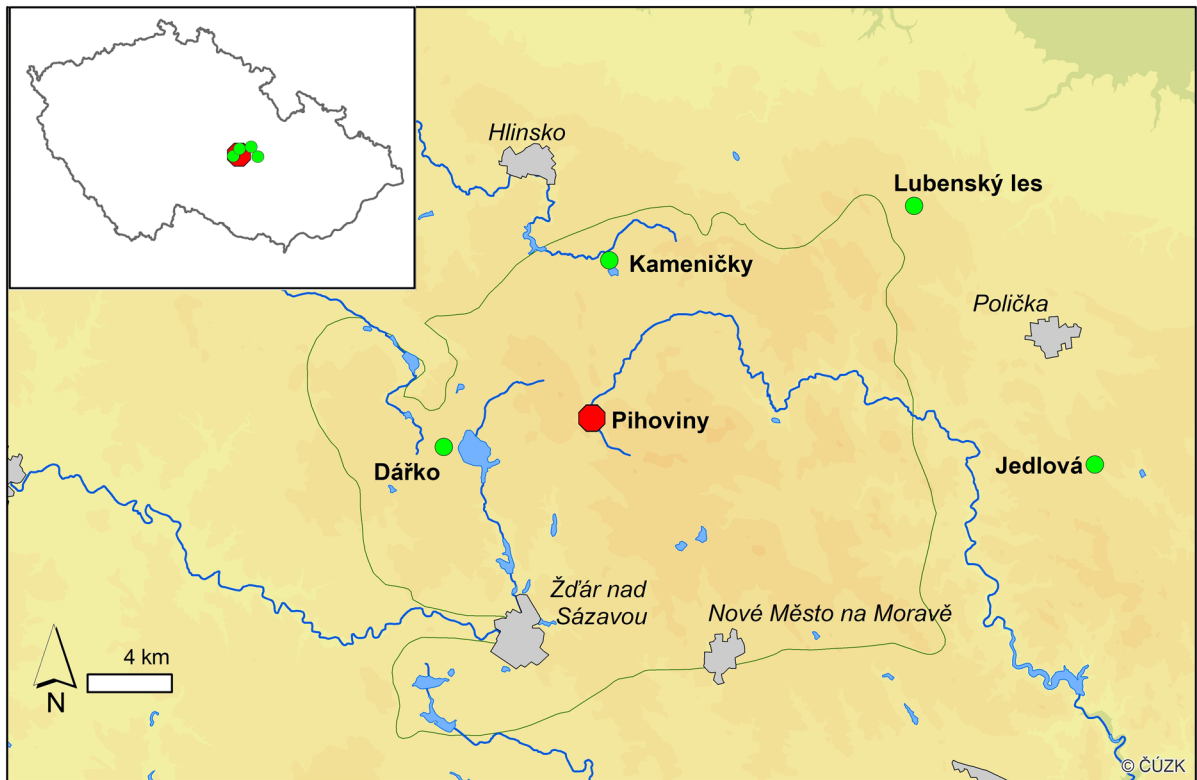 Hlinsko
Lubenský les
Kameničky
Polička
Pihoviny
Dářko
Jedlová
Žďár nad
Sázavou
Nové Město na Moravě
4 km
N
© ČÚZK